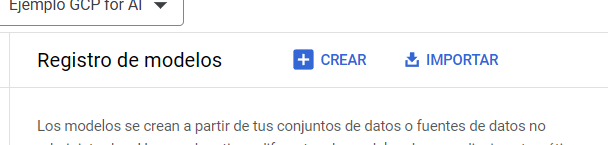 Ejemplo GCP for AI
Registro de modelos
CREAR
IMPORTAR
Los modelos se crean a partir de tus conjuntos de datos o fuentes de datos no